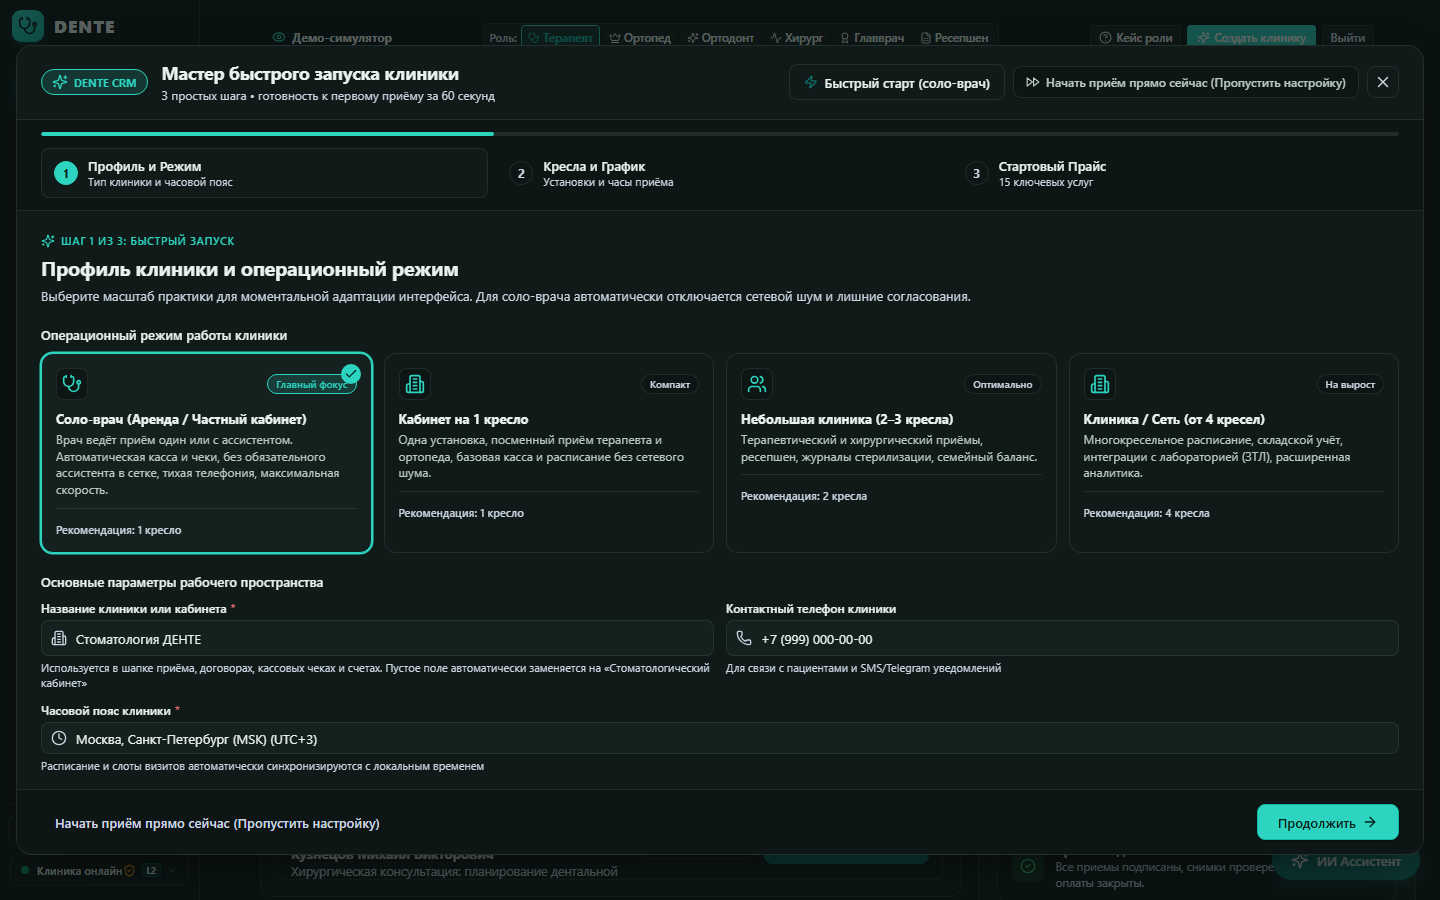 DENTE
Демо-симулятор
Роль:
Терапевт
Ортопед
Ортодонт
Хирург
Главврач
Ресепшен
Кейс роли
Создать клинику
Выйти
DENTE CRM
Мастер быстрого запуска клиники
3 простых шага • готовность к первому приёму за 60 секунд
Быстрый старт (соло-врач)
Начать приём прямо сейчас (Пропустить настройку)
1
Профиль и Режим
Тип клиники и часовой пояс
2
Кресла и График
Установки и часы приёма
3
Стартовый Прайс
15 ключевых услуг
ШАГ 1 ИЗ 3: БЫСТРЫЙ ЗАПУСК
Профиль клиники и операционный режим
Выберите масштаб практики для моментальной адаптации интерфейса. Для соло-врача автоматически отключается сетевой шум и лишние согласования.
Операционный режим работы клиники
Главный фокус
Соло-врач (Аренда / Частный кабинет)
Врач ведёт приём один или с ассистентом.
Автоматическая касса и чеки, без обязательного
ассистента в сетке, тихая телефония, максимальная
скорость.
Рекомендация: 1 кресло
Компакт
Кабинет на 1 кресло
Одна установка, посменный приём терапевта и
ортопеда, базовая касса и расписание без сетевого
шума.
Рекомендация: 1 кресло
Оптимально
Небольшая клиника (2–3 кресла)
Терапевтический и хирургический приёмы,
ресепшен, журналы стерилизации, семейный баланс.
Рекомендация: 2 кресла
На вырост
Клиника / Сеть (от 4 кресел)
Многокресельное расписание, складской учёт,
интеграции с лабораторией (ЗТЛ), расширенная
аналитика.
Рекомендация: 4 кресла
Основные параметры рабочего пространства
Название клиники или кабинета *
Стоматология ДЕНТЕ
Используется в шапке приёма, договорах, кассовых чеках и счетах. Пустое поле автоматически заменяется на «Стоматологический
кабинет»
Контактный телефон клиники
+7 (999) 000-00-00
Для связи с пациентами и SMS/Telegram уведомлений
Часовой пояс клиники *
Москва, Санкт-Петербург (MSK) (UTC+3)
Расписание и слоты визитов автоматически синхронизируются с локальным временем
Начать приём прямо сейчас (Пропустить настройку)
Продолжить
Клиника онлайн
L2
Кузнецов Михаил Викторович
Хирургическая консультация: планирование дентальной
Все приемы подписаны, снимки провере
оплаты закрыты.
ИИ Ассистент